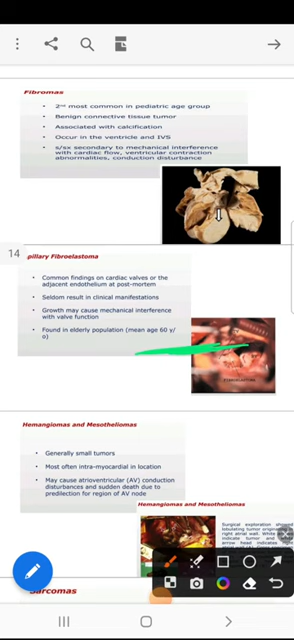 Fibromas
• 2nd most common in pediatric age group
• Benign connective tissue tumor
• Associated with calcification
• Occur in the ventricle and IVS
• s/sx secondary to mechanical interference
with cardiac flow, ventricular contraction
abnormalities, conduction disturbance
14
pillary Fibroelastoma
• Common findings on cardiac valves or the
adjacent endothelium at post-mortem
• Seldom result in clinical manifestations
• Growth may cause mechanical interference
with valve function
• Found in elderly population (mean age 60 y/
o)
Hemangiomas and Mesotheliomas
• Generally small tumors
• Most often intra-myocardial in location
• May cause atrioventricular (AV) conduction
disturbances and sudden death due to
predilection for region of AV node
Hemangiomas and Mesotheliomas
Surgical exploration showed
lobulating tumor originating in
right atrial wall. White
indicate tumor and
arrow head indicates right
Sarcomas